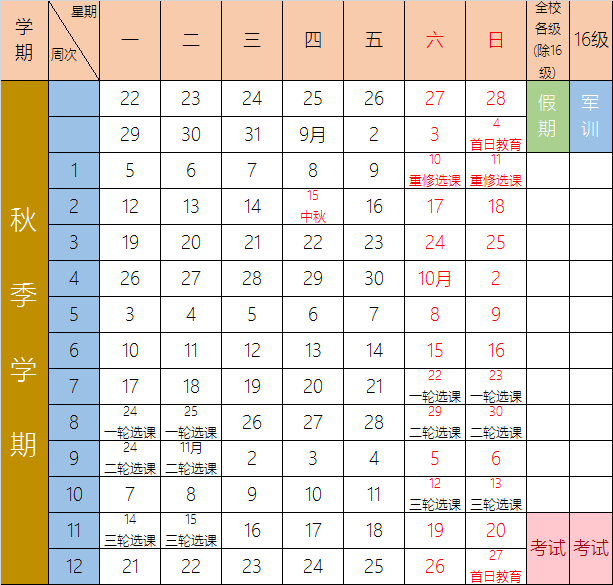 学期 星期 周次 一 二 三 四 五 六 日 全校各级(除16级) 16级
秋季学期
22 23 24 25 26 27 28 假期 军训
29 30 31 9月 2 3 4 首日教育
1 5 6 7 8 9 10 重修选课 11 重修选课
2 12 13 14 15 中秋 16 17 18
3 19 20 21 22 23 24 25
4 26 27 28 29 30 10月 2
5 3 4 5 6 7 8 9
6 10 11 12 13 14 15 16
7 17 18 19 20 21 22 一轮选课 23 一轮选课
8 24 一轮选课 25 一轮选课 26 27 28 29 二轮选课 30 二轮选课
9 24 二轮选课 11月 二轮选课 2 3 4 5 6
10 7 8 9 10 11 12 三轮选课 13 三轮选课
11 14 三轮选课 15 三轮选课 16 17 18 19 20 考试 考试
12 21 22 23 24 25 26 27 首日教育